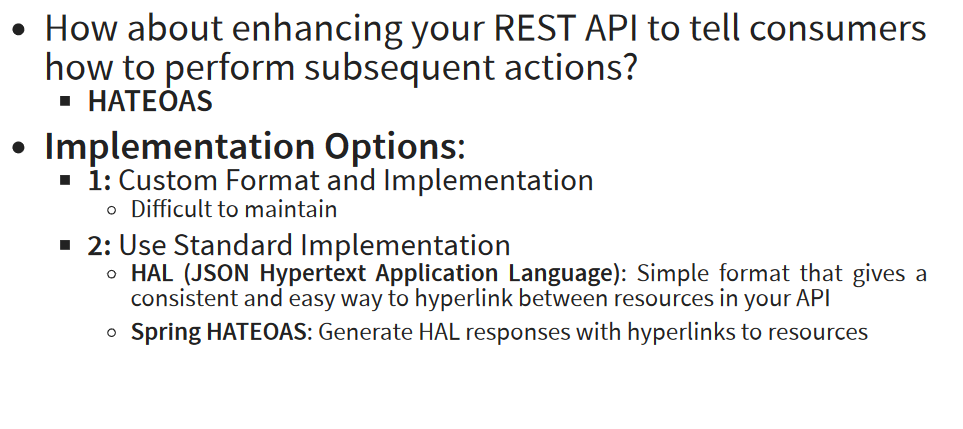 • How about enhancing your REST API to tell consumers
how to perform subsequent actions?
▪ HATEOAS
• Implementation Options:
▪ 1: Custom Format and Implementation
◦ Difficult to maintain
▪ 2: Use Standard Implementation
◦ HAL (JSON Hypertext Application Language): Simple format that gives a
consistent and easy way to hyperlink between resources in your API
◦ Spring HATEOAS: Generate HAL responses with hyperlinks to resources